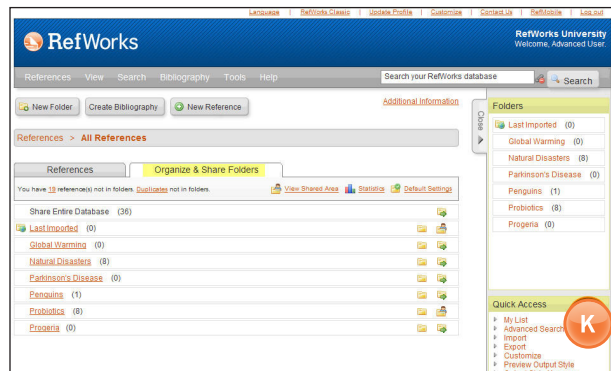 Language | RefWorks Classic | Update Profile | Customize | Contact Us | RefMobile | Log out
RefWorks
RefWorks University
Welcome, Advanced User.
References View Search Bibliography Tools Help
Search your RefWorks database
Search
New Folder
Create Bibliography
New Reference
Additional Information
Close
References > All References
References
Organize & Share Folders
You have 19 reference(s) not in folders. Duplicates not in folders.
View Shared Area
Statistics
Default Settings
Share Entire Database (36)
Last Imported (0)
Global Warming (0)
Natural Disasters (8)
Parkinson's Disease (0)
Penguins (1)
Probiotics (8)
Progeria (0)
Folders
Last Imported (0)
Global Warming (0)
Natural Disasters (8)
Parkinson's Disease (0)
Penguins (1)
Probiotics (8)
Progeria (0)
Quick Access
My List
Advanced Search
Import
Export
Customize
Preview Output Style
K